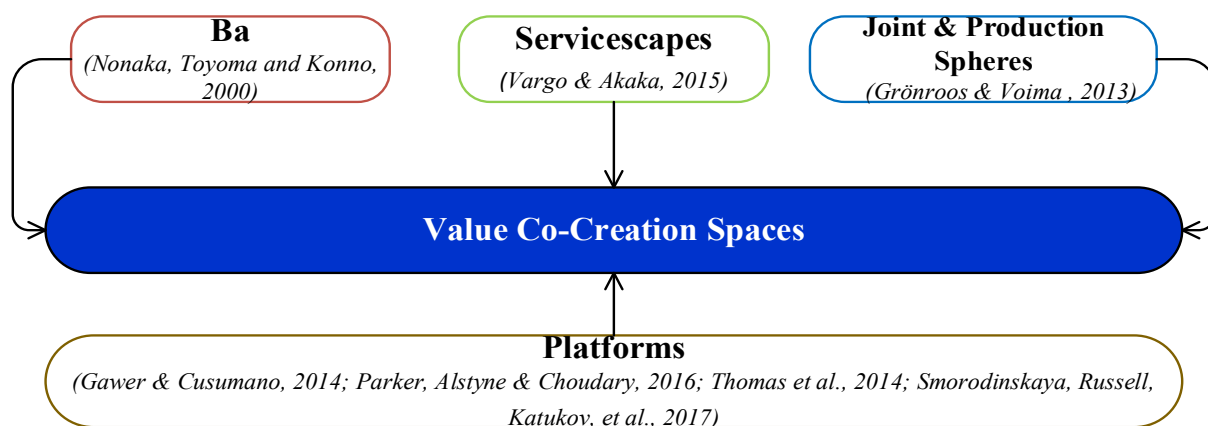 Ba
(Nonaka, Toyoma and Konno,
2000)
Servicescapes
(Vargo & Akaka, 2015)
Joint & Production
Spheres
(Grönroos & Voima , 2013)
Value Co-Creation Spaces
Platforms
(Gawer & Cusumano, 2014; Parker, Alstyne & Choudary, 2016; Thomas et al., 2014; Smorodinskaya, Russell,
Katukov, et al., 2017)